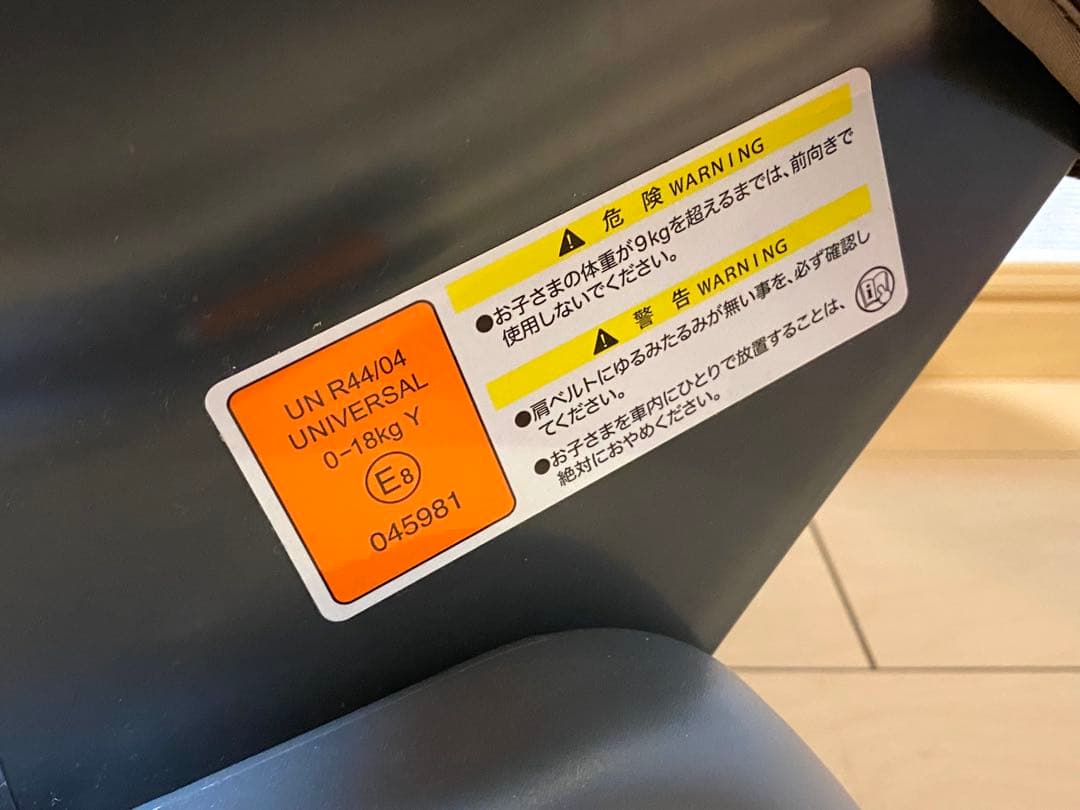 UN R44/04
UNIVERSAL
0-18kg Y
E8
045981
危 険 WARNING
●お子さまの体重が9kgを超えるまでは、前向きで
使用しないでください。
警 告 WARNING
●肩ベルトにゆるみたるみが無い事を、必ず確認し
てください。
●お子さまを車内にひとりで放置することは、
絶対におやめください。